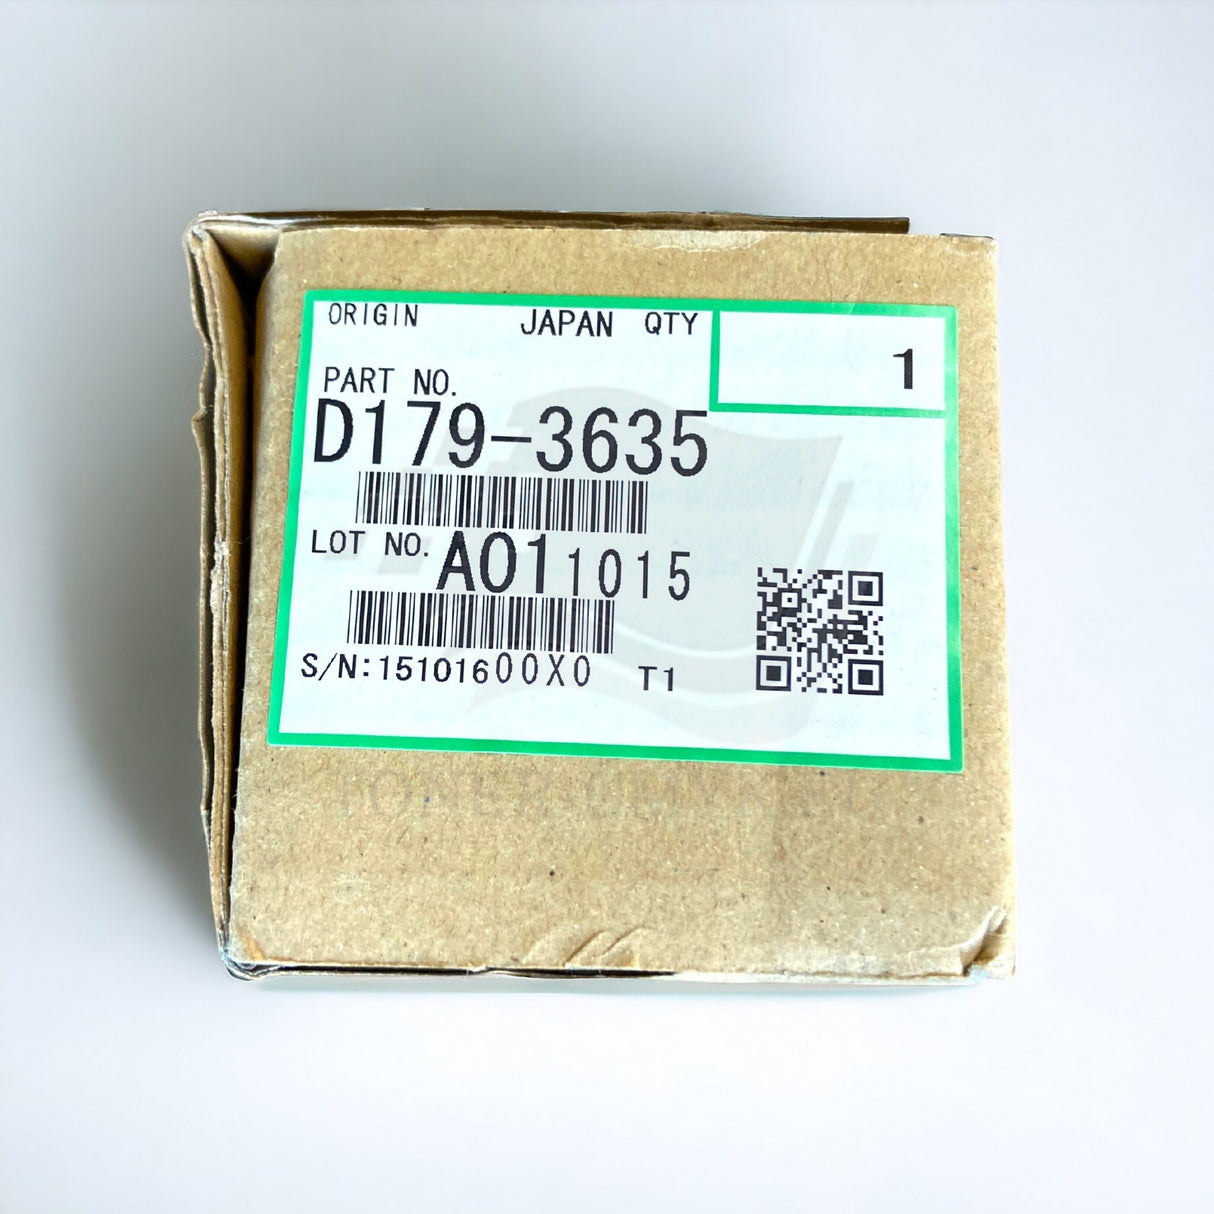 ORIGIN JAPAN QTY 1
PART NO.
D179-3635
LOT NO. A011015
S/N:15101600X0 T1